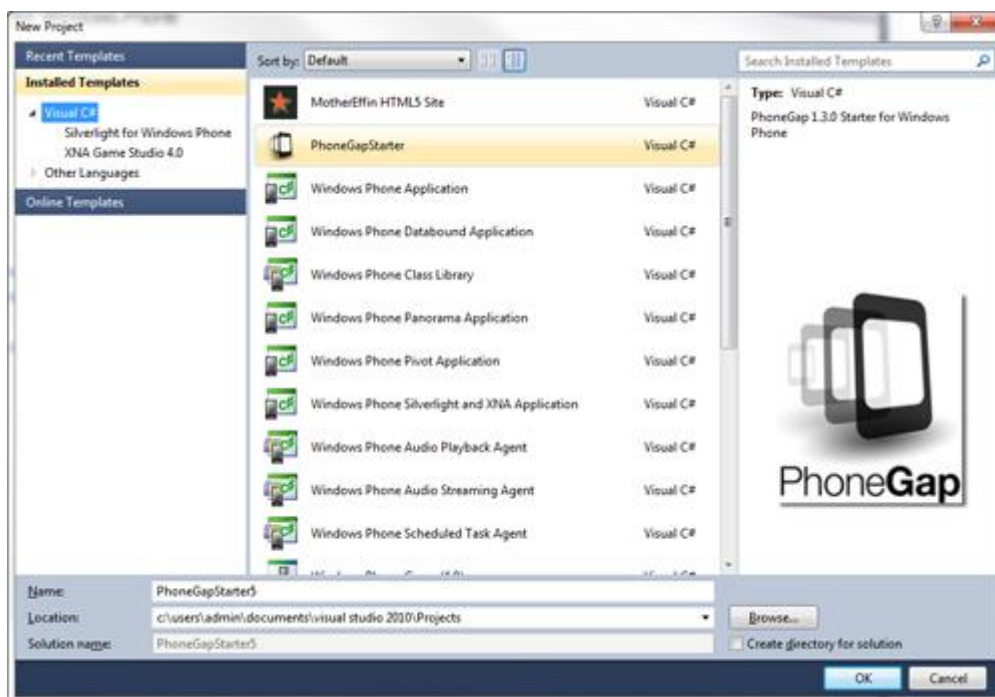 New Project
Recent Templates
Installed Templates
Visual C#
Silverlight for Windows Phone
XNA Game Studio 4.0
Other Languages
Online Templates
Sort by: Default
MotherEffin HTML5 Site Visual C#
PhoneGapStarter Visual C#
Windows Phone Application Visual C#
Windows Phone Databound Application Visual C#
Windows Phone Class Library Visual C#
Windows Phone Panorama Application Visual C#
Windows Phone Pivot Application Visual C#
Windows Phone Silverlight and XNA Application Visual C#
Windows Phone Audio Playback Agent Visual C#
Windows Phone Audio Streaming Agent Visual C#
Windows Phone Scheduled Task Agent Visual C#
Search Installed Templates
Type: Visual C#
PhoneGap 1.3.0 Starter for Windows
Phone
PhoneGap
Name: PhoneGapStarter5
Location: c:\users\admin\documents\visual studio 2010\Projects
Browse...
Solution name: PhoneGapStarter5
Create directory for solution
OK Cancel